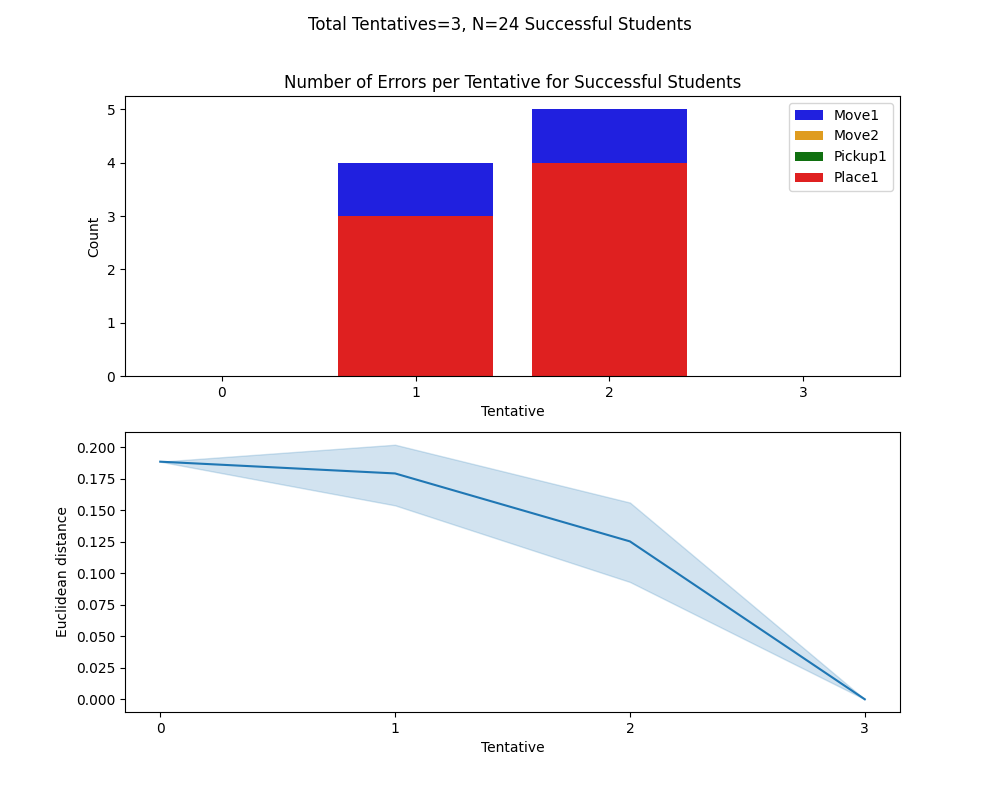 Total Tentatives=3, N=24 Successful Students
Number of Errors per Tentative for Successful Students
5
4
3
2
1
0
Count
Move1
Move2
Pickup1
Place1
0 1 2 3
Tentative
0.200
0.175
0.150
0.125
0.100
0.075
0.050
0.025
0.000
Euclidean distance
0 1 2 3
Tentative